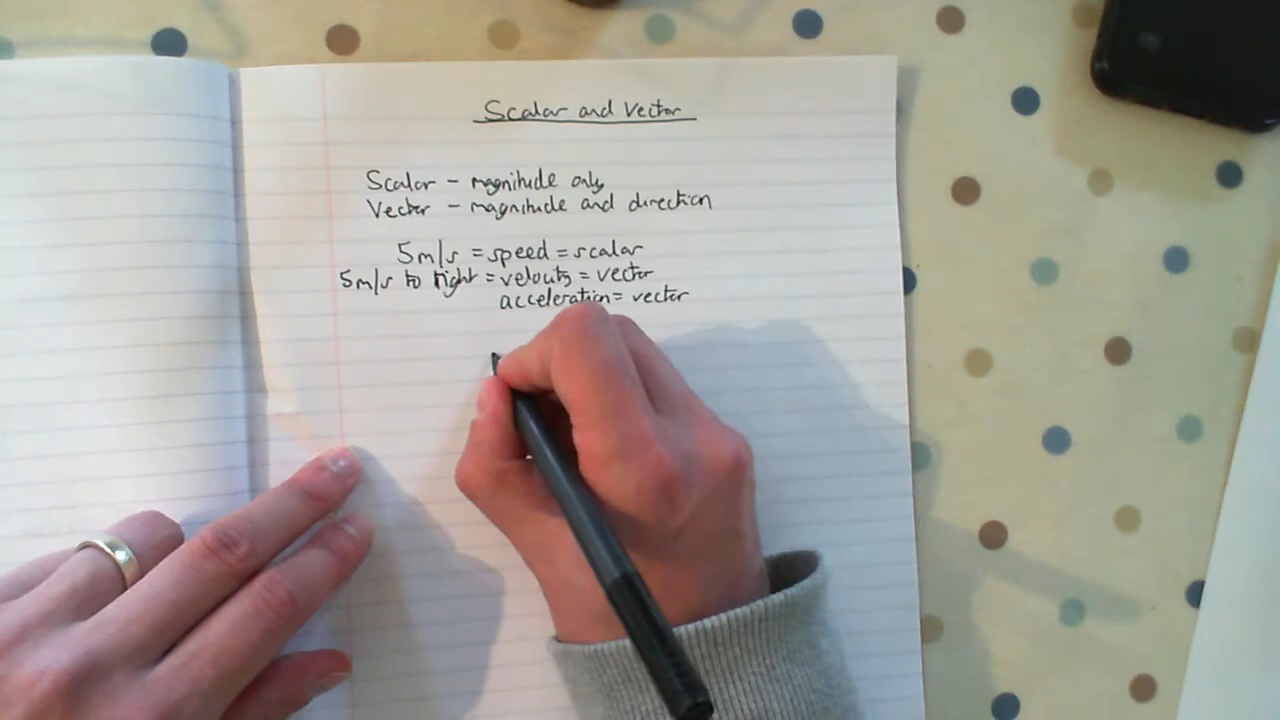 Scalar and Vector
Scalar - magnitude only
Vector - magnitude and direction
5m/s = speed = scalar
5m/s to right = velocity = vector
acceleration = vector